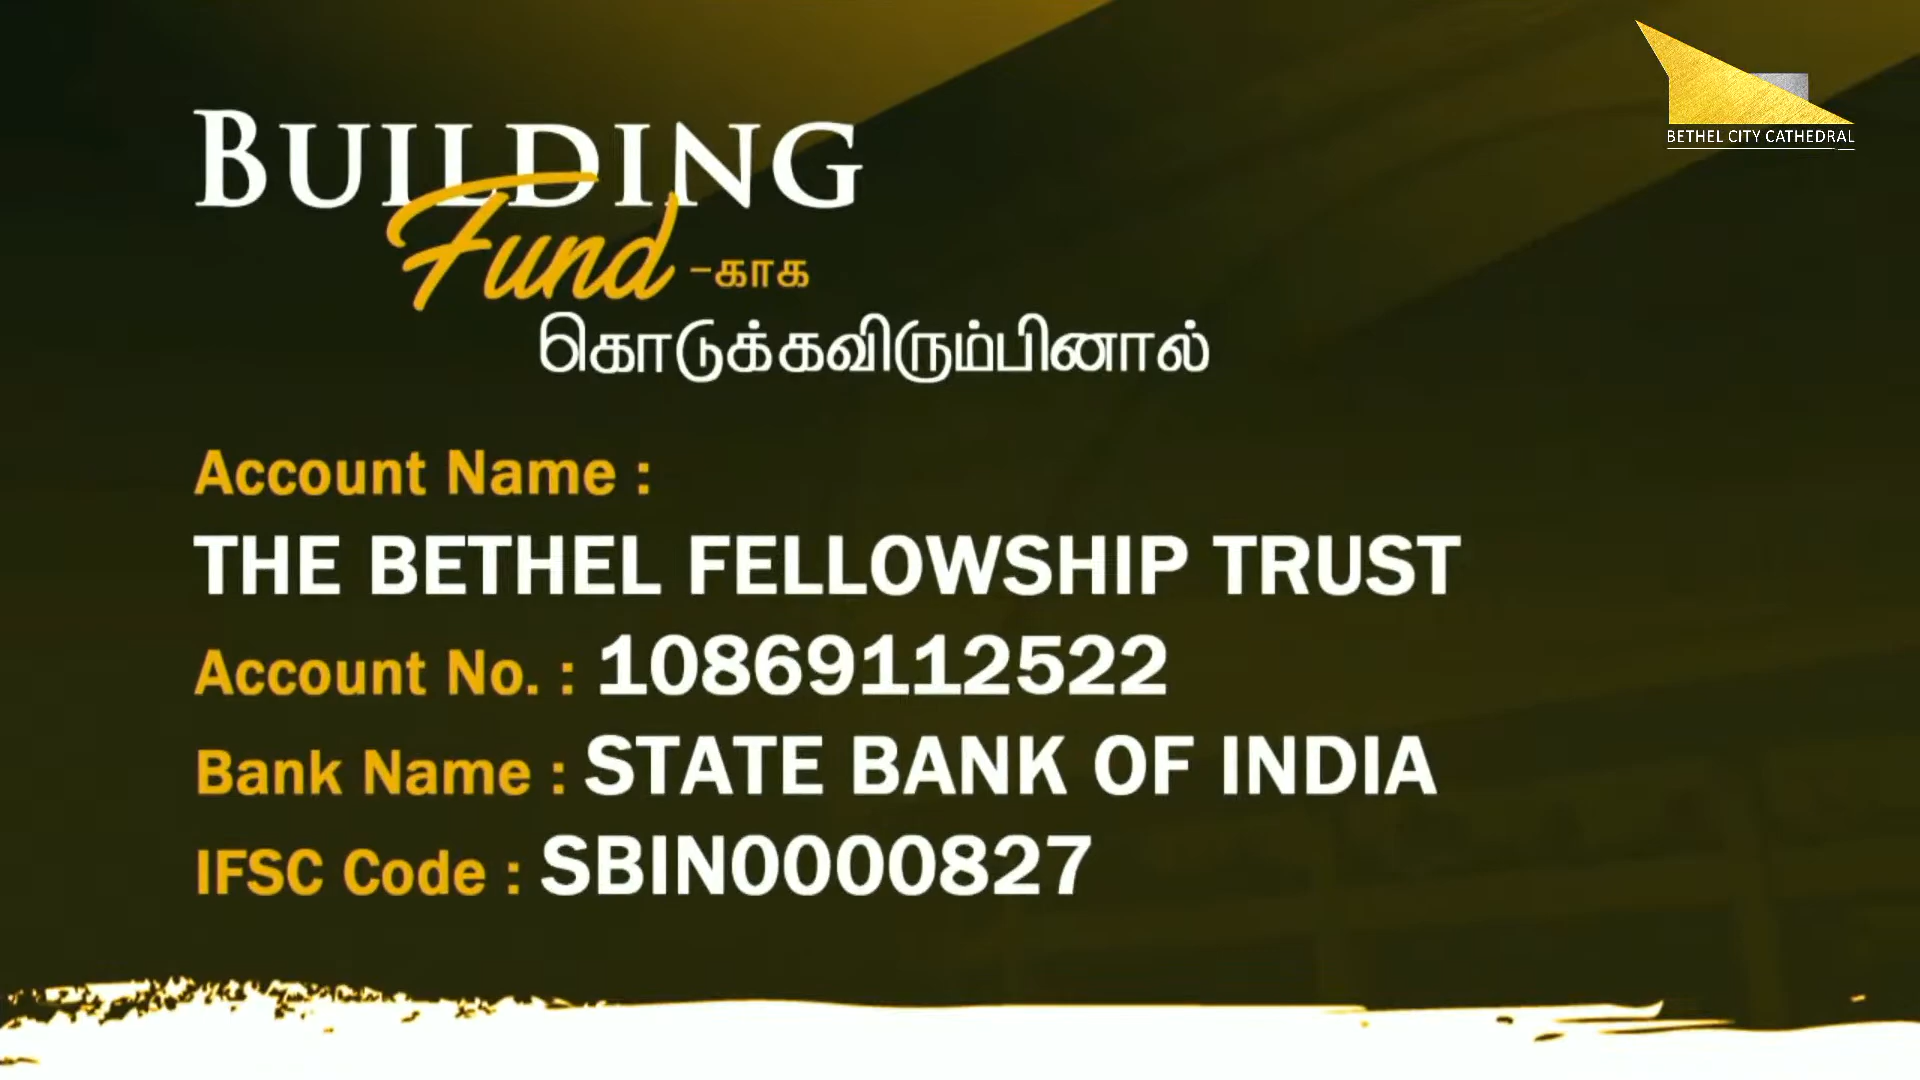 BUILDING
Fund -காக
கொடுக்கவிரும்பினால்
BETHEL CITY CATHEDRAL
Account Name :
THE BETHEL FELLOWSHIP TRUST
Account No. : 10869112522
Bank Name : STATE BANK OF INDIA
IFSC Code : SBIN0000827